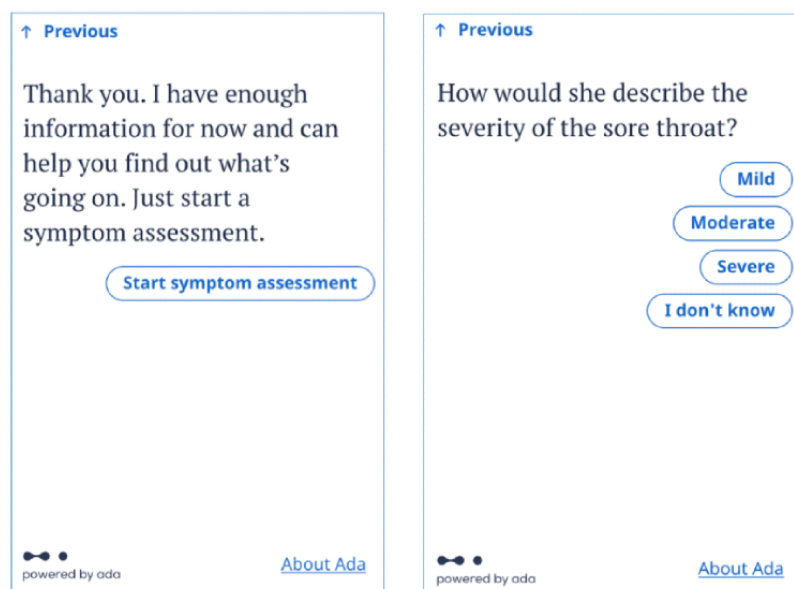 ↑ Previous
Thank you. I have enough
information for now and can
help you find out what’s
going on. Just start a
symptom assessment.
Start symptom assessment
powered by ada
About Ada
↑ Previous
How would she describe the
severity of the sore throat?
Mild
Moderate
Severe
I don't know
powered by ada
About Ada